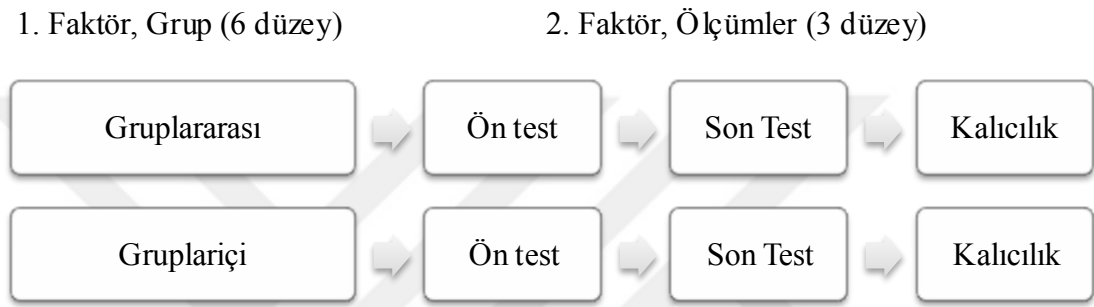 1. Faktör, Grup (6 düzey) 2. Faktör, Ölçümler (3 düzey)
Gruplararası Ön test Son Test Kalıcılık
Gruplariçi Ön test Son Test Kalıcılık